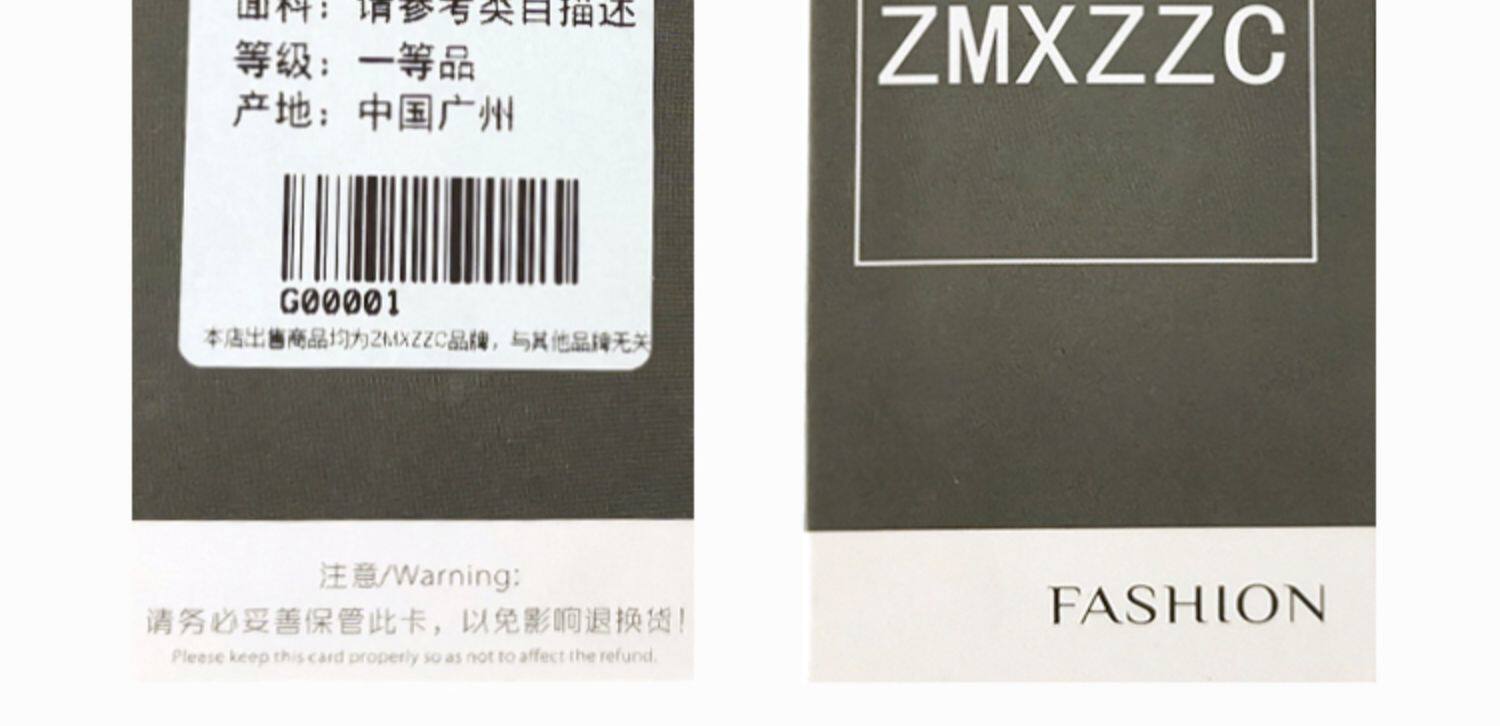 面料：请参考类目描述
等级：一等品
产地：中国广州
G00001
本店出售商品均为ZMXZZC品牌，与其他品牌无关
注意/Warning:
请务必妥善保管此卡，以免影响退换货！
Please keep this card properly so as not to affect the refund.
ZMXZZC
FASHION